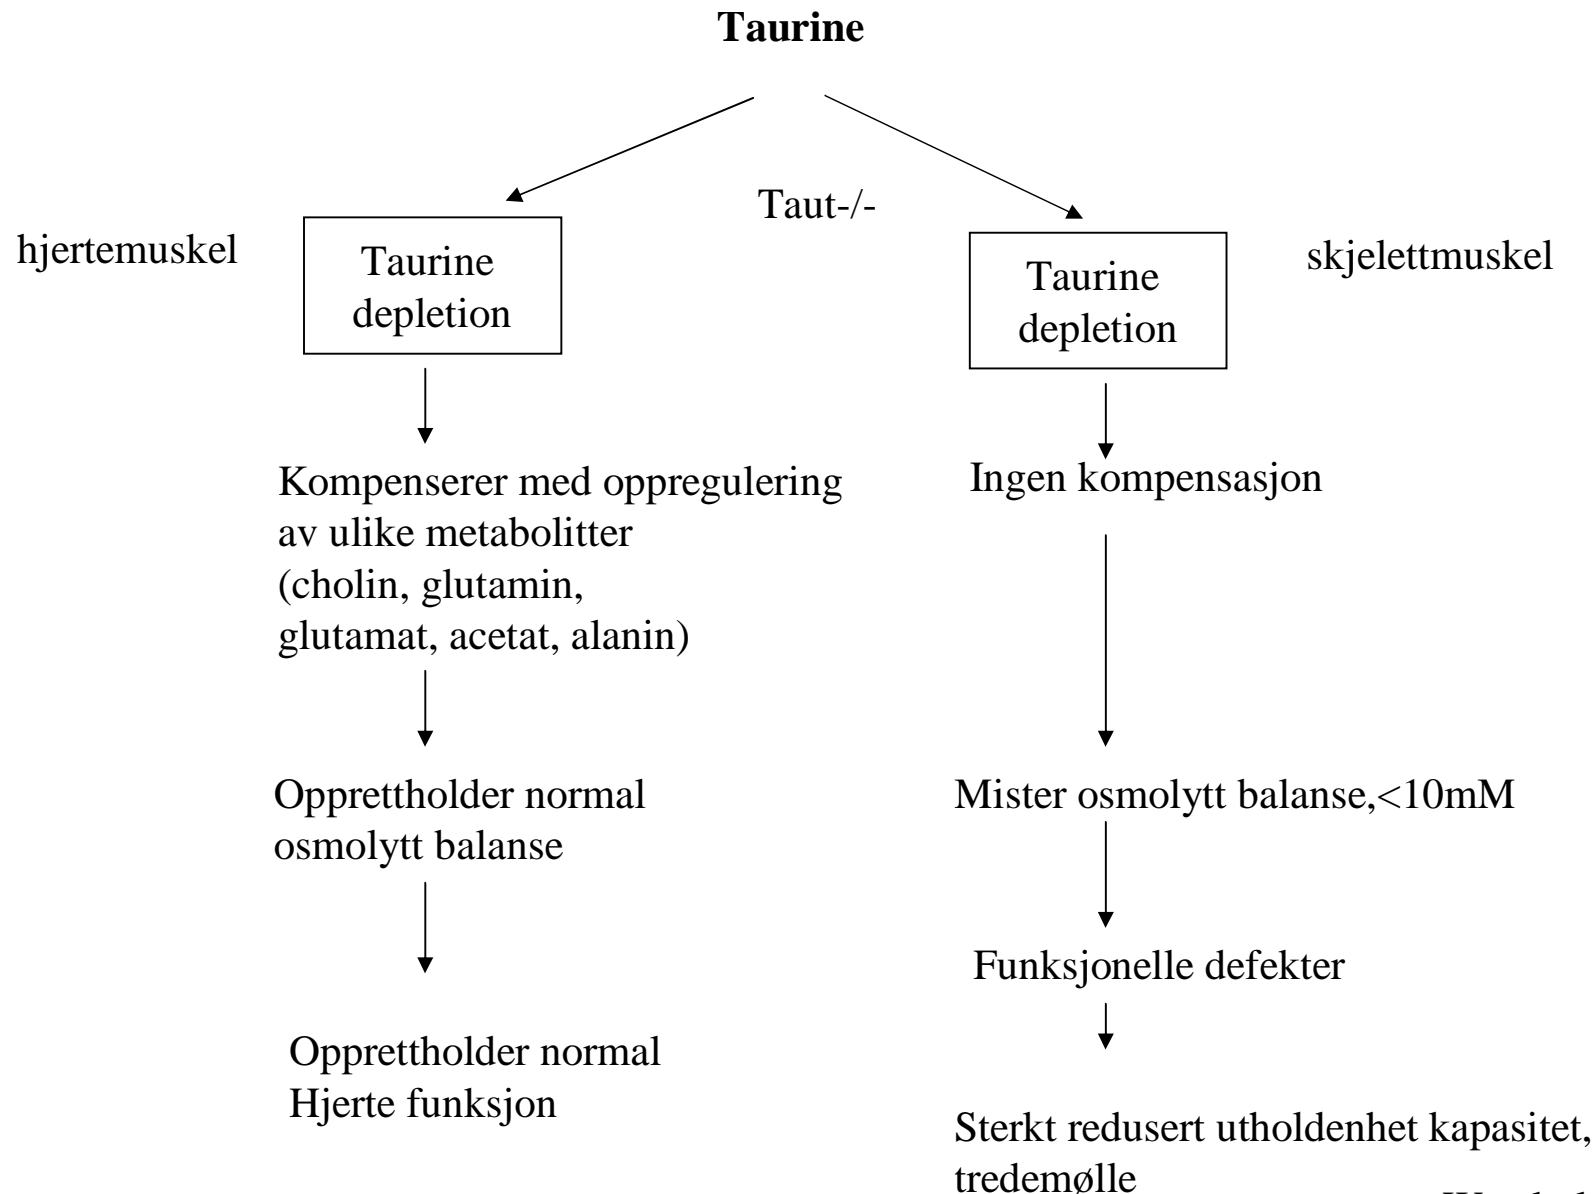 Taurine
Taut-/-
hjertemuskel
Taurine
depletion
Kompenserer med oppregulering
av ulike metabolitter
(cholin, glutamin,
glutamat, acetat, alanin)
Opprettholder normal
osmolytt balanse
Opprettholder normal
Hjerte funksjon
skjelettmuskel
Taurine
depletion
Ingen kompensasjon
Mister osmolytt balanse,<10mM
Funksjonelle defekter
Sterkt redusert utholdenhet kapasitet,
tredemølle